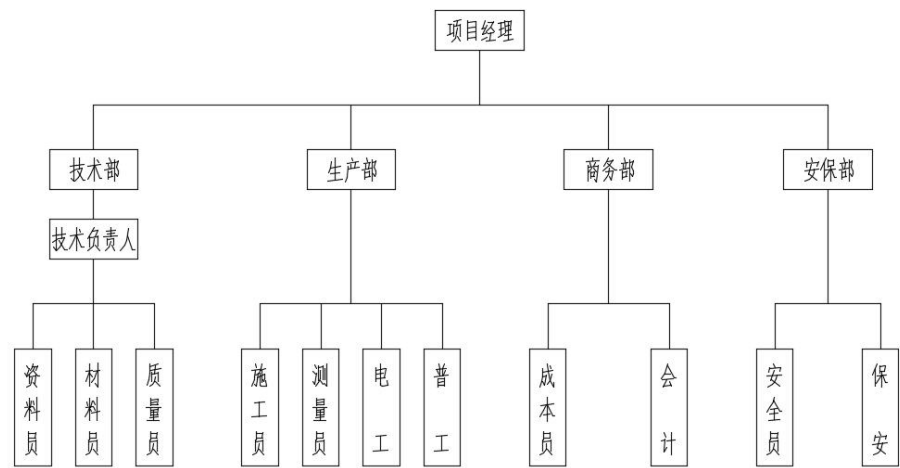 项目经理
技术部
生产部
商务部
安保部
技术负责人
资料员
材料员
质量员
施工员
测量员
电工
普工
成本员
会计
安全员
保安